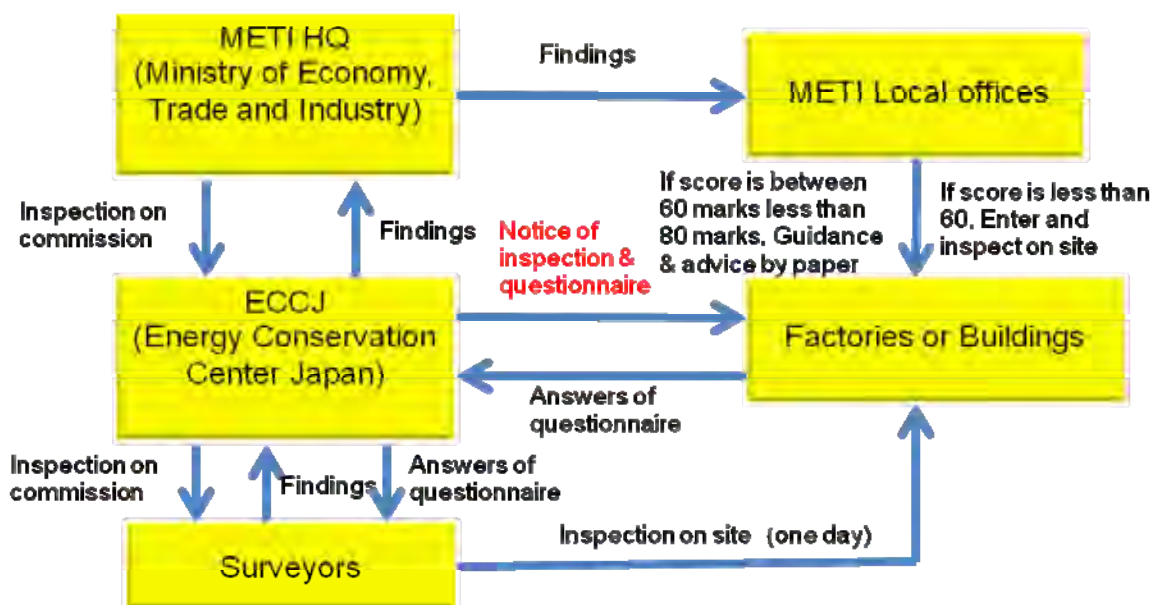 METI HQ
(Ministry of Economy,
Trade and Industry)
Findings
METI Local offices
Inspection on
commission
Findings
Notice of
inspection &
questionnaire
If score is between
60 marks less than
80 marks, Guidance
& advice by paper
If score is less than
60, Enter and
inspect on site
ECCJ
(Energy Conservation
Center Japan)
Factories or Buildings
Answers of
questionnaire
Inspection on
commission
Findings
Answers of
questionnaire
Surveyors
Inspection on site (one day)